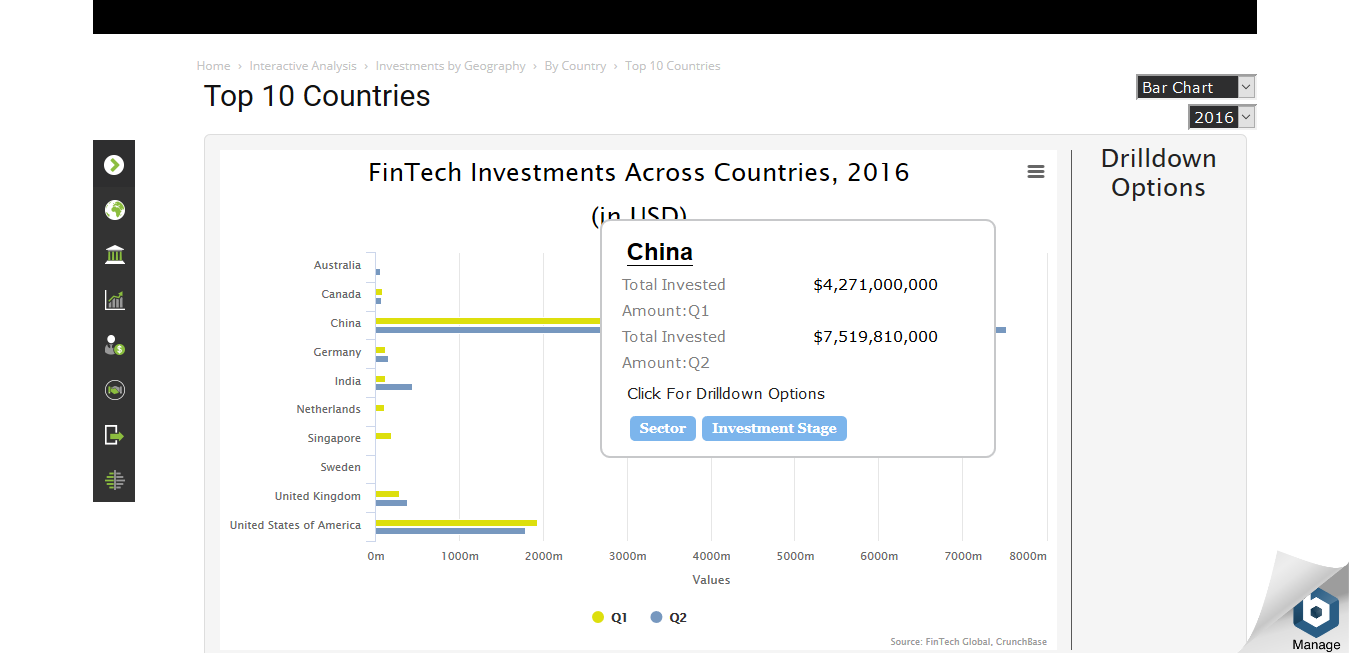 Home › Interactive Analysis › Investments by Geography › By Country › Top 10 Countries
Top 10 Countries
Bar Chart
2016
FinTech Investments Across Countries, 2016
(in USD)
Drilldown
Options
China
Total Invested $4,271,000,000
Amount:Q1
Total Invested $7,519,810,000
Amount:Q2
Click For Drilldown Options
Sector Investment Stage
Australia
Canada
China
Germany
India
Netherlands
Singapore
Sweden
United Kingdom
United States of America
0m 1000m 2000m 3000m 4000m 5000m 6000m 7000m 8000m
Values
Q1 Q2
Source: FinTech Global, CrunchBase
Manage